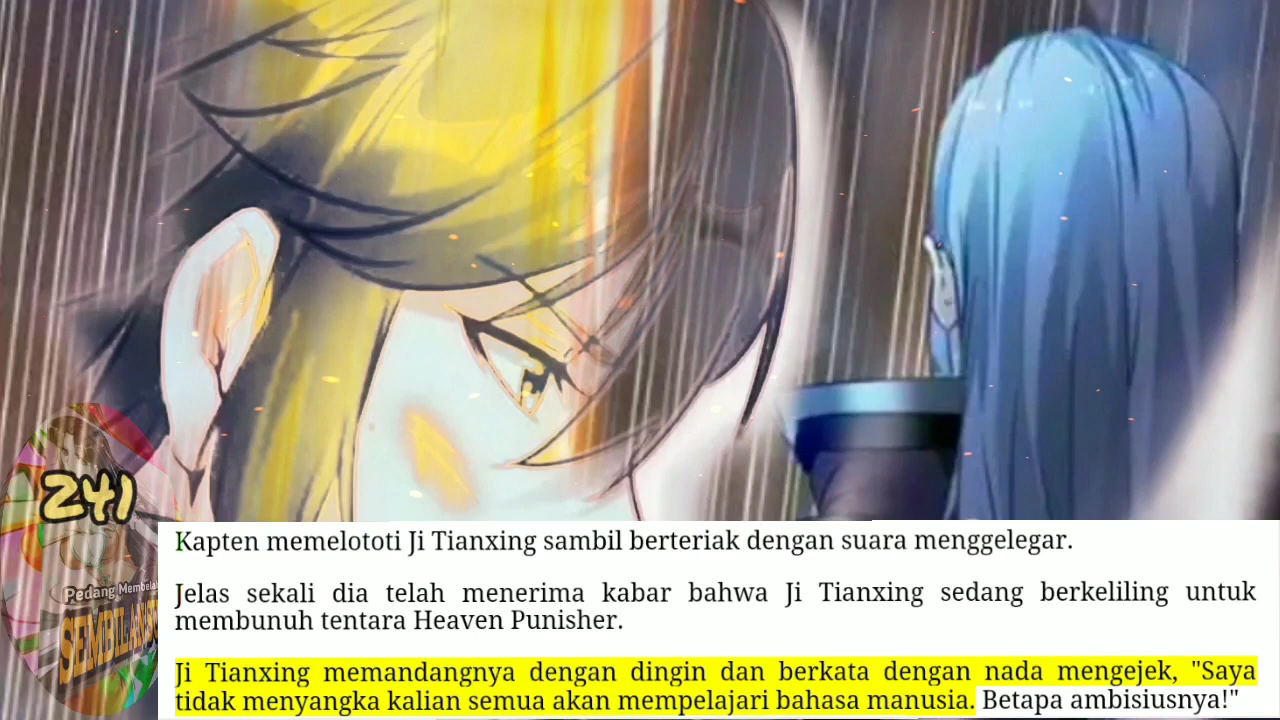 241
Pedang Membela
SEMBILAN SU
Kapten memelototi Ji Tianxing sambil berteriak dengan suara menggelegar.
Jelas sekali dia telah menerima kabar bahwa Ji Tianxing sedang berkeliling untuk
membunuh tentara Heaven Punisher.
Ji Tianxing memandangnya dengan dingin dan berkata dengan nada mengejek, "Saya
tidak menyangka kalian semua akan mempelajari bahasa manusia. Betapa ambisiusnya!"